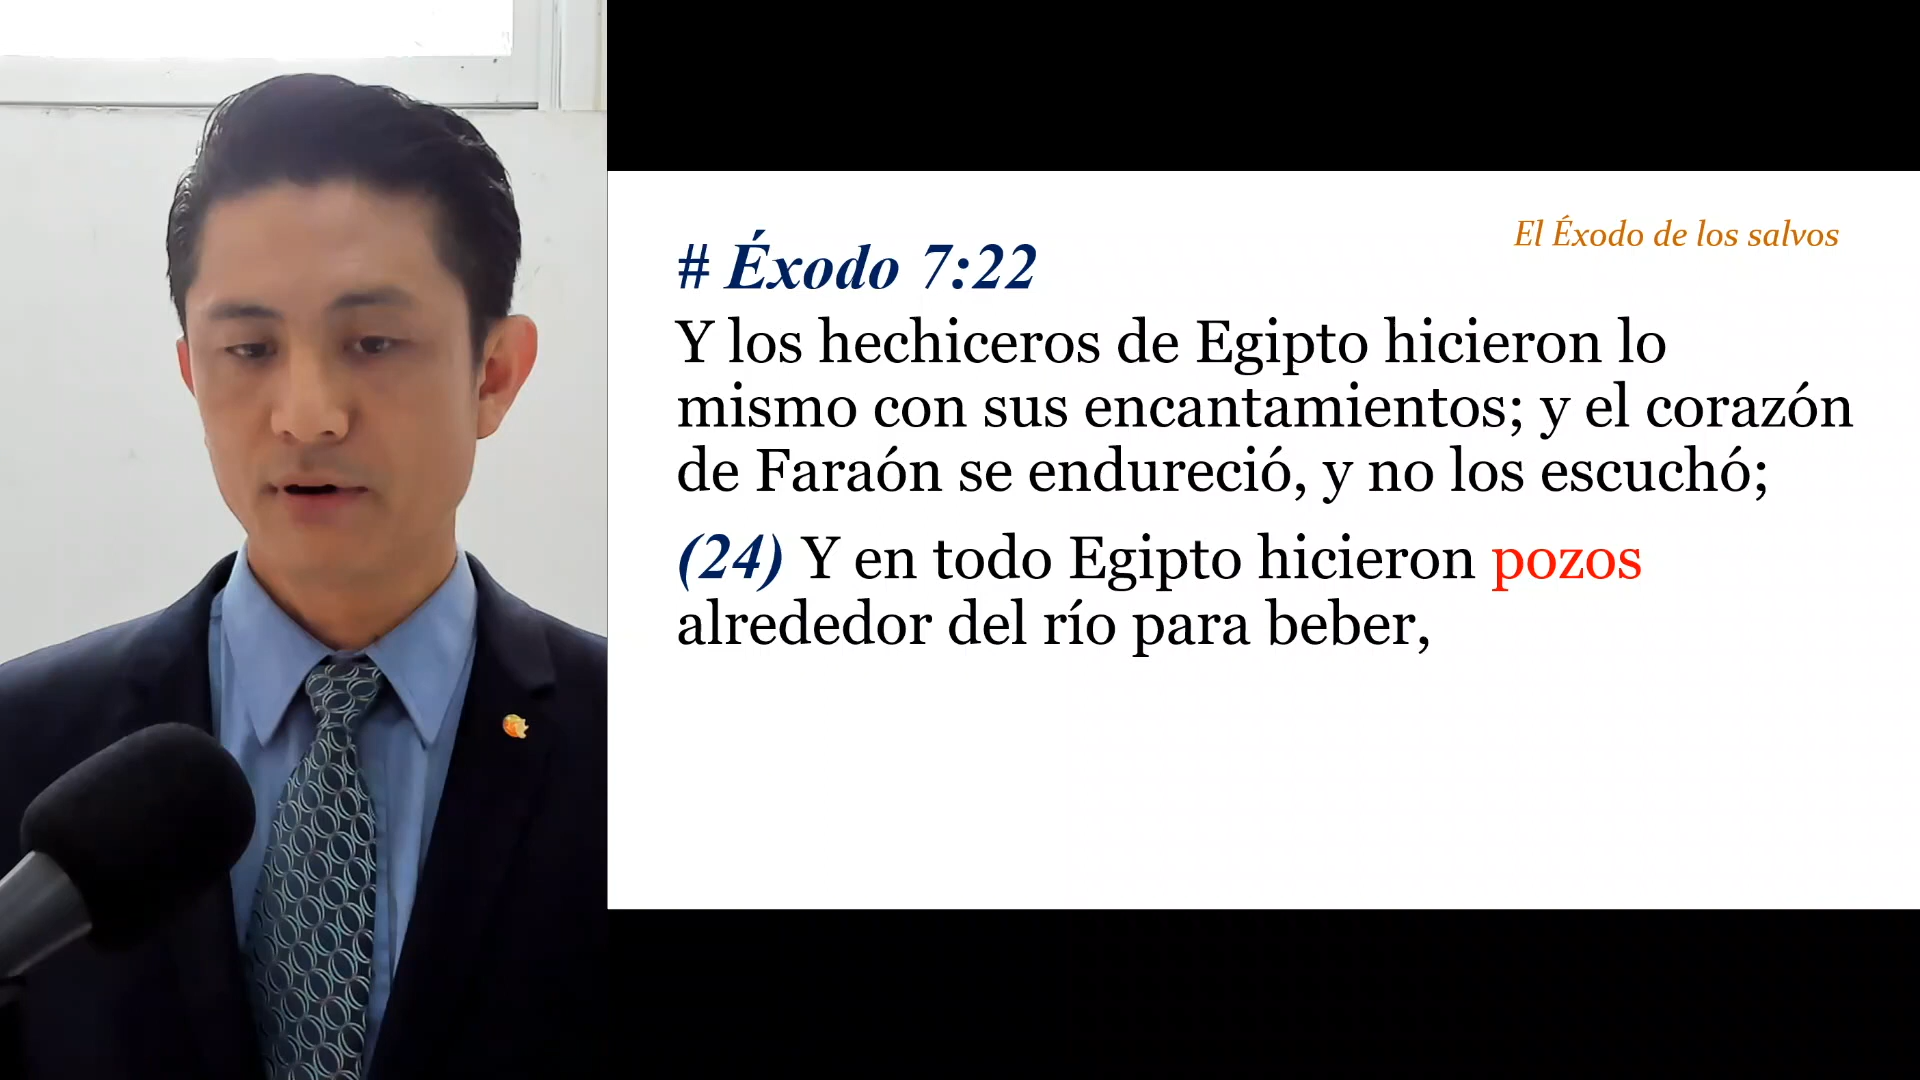 El Éxodo de los salvos
# Éxodo 7:22
Y los hechiceros de Egipto hicieron lo
mismo con sus encantamientos; y el corazón
de Faraón se endureció, y no los escuchó;
(24) Y en todo Egipto hicieron pozos
alrededor del río para beber,